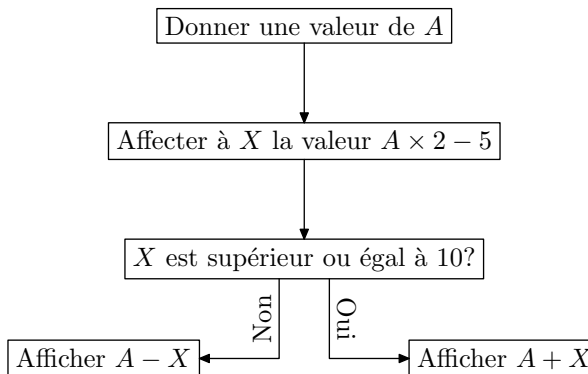 Donner une valeur de A
Affecter à X la valeur A × 2 − 5
X est supérieur ou égal à 10?
Non
Oui
Afficher A − X
Afficher A + X